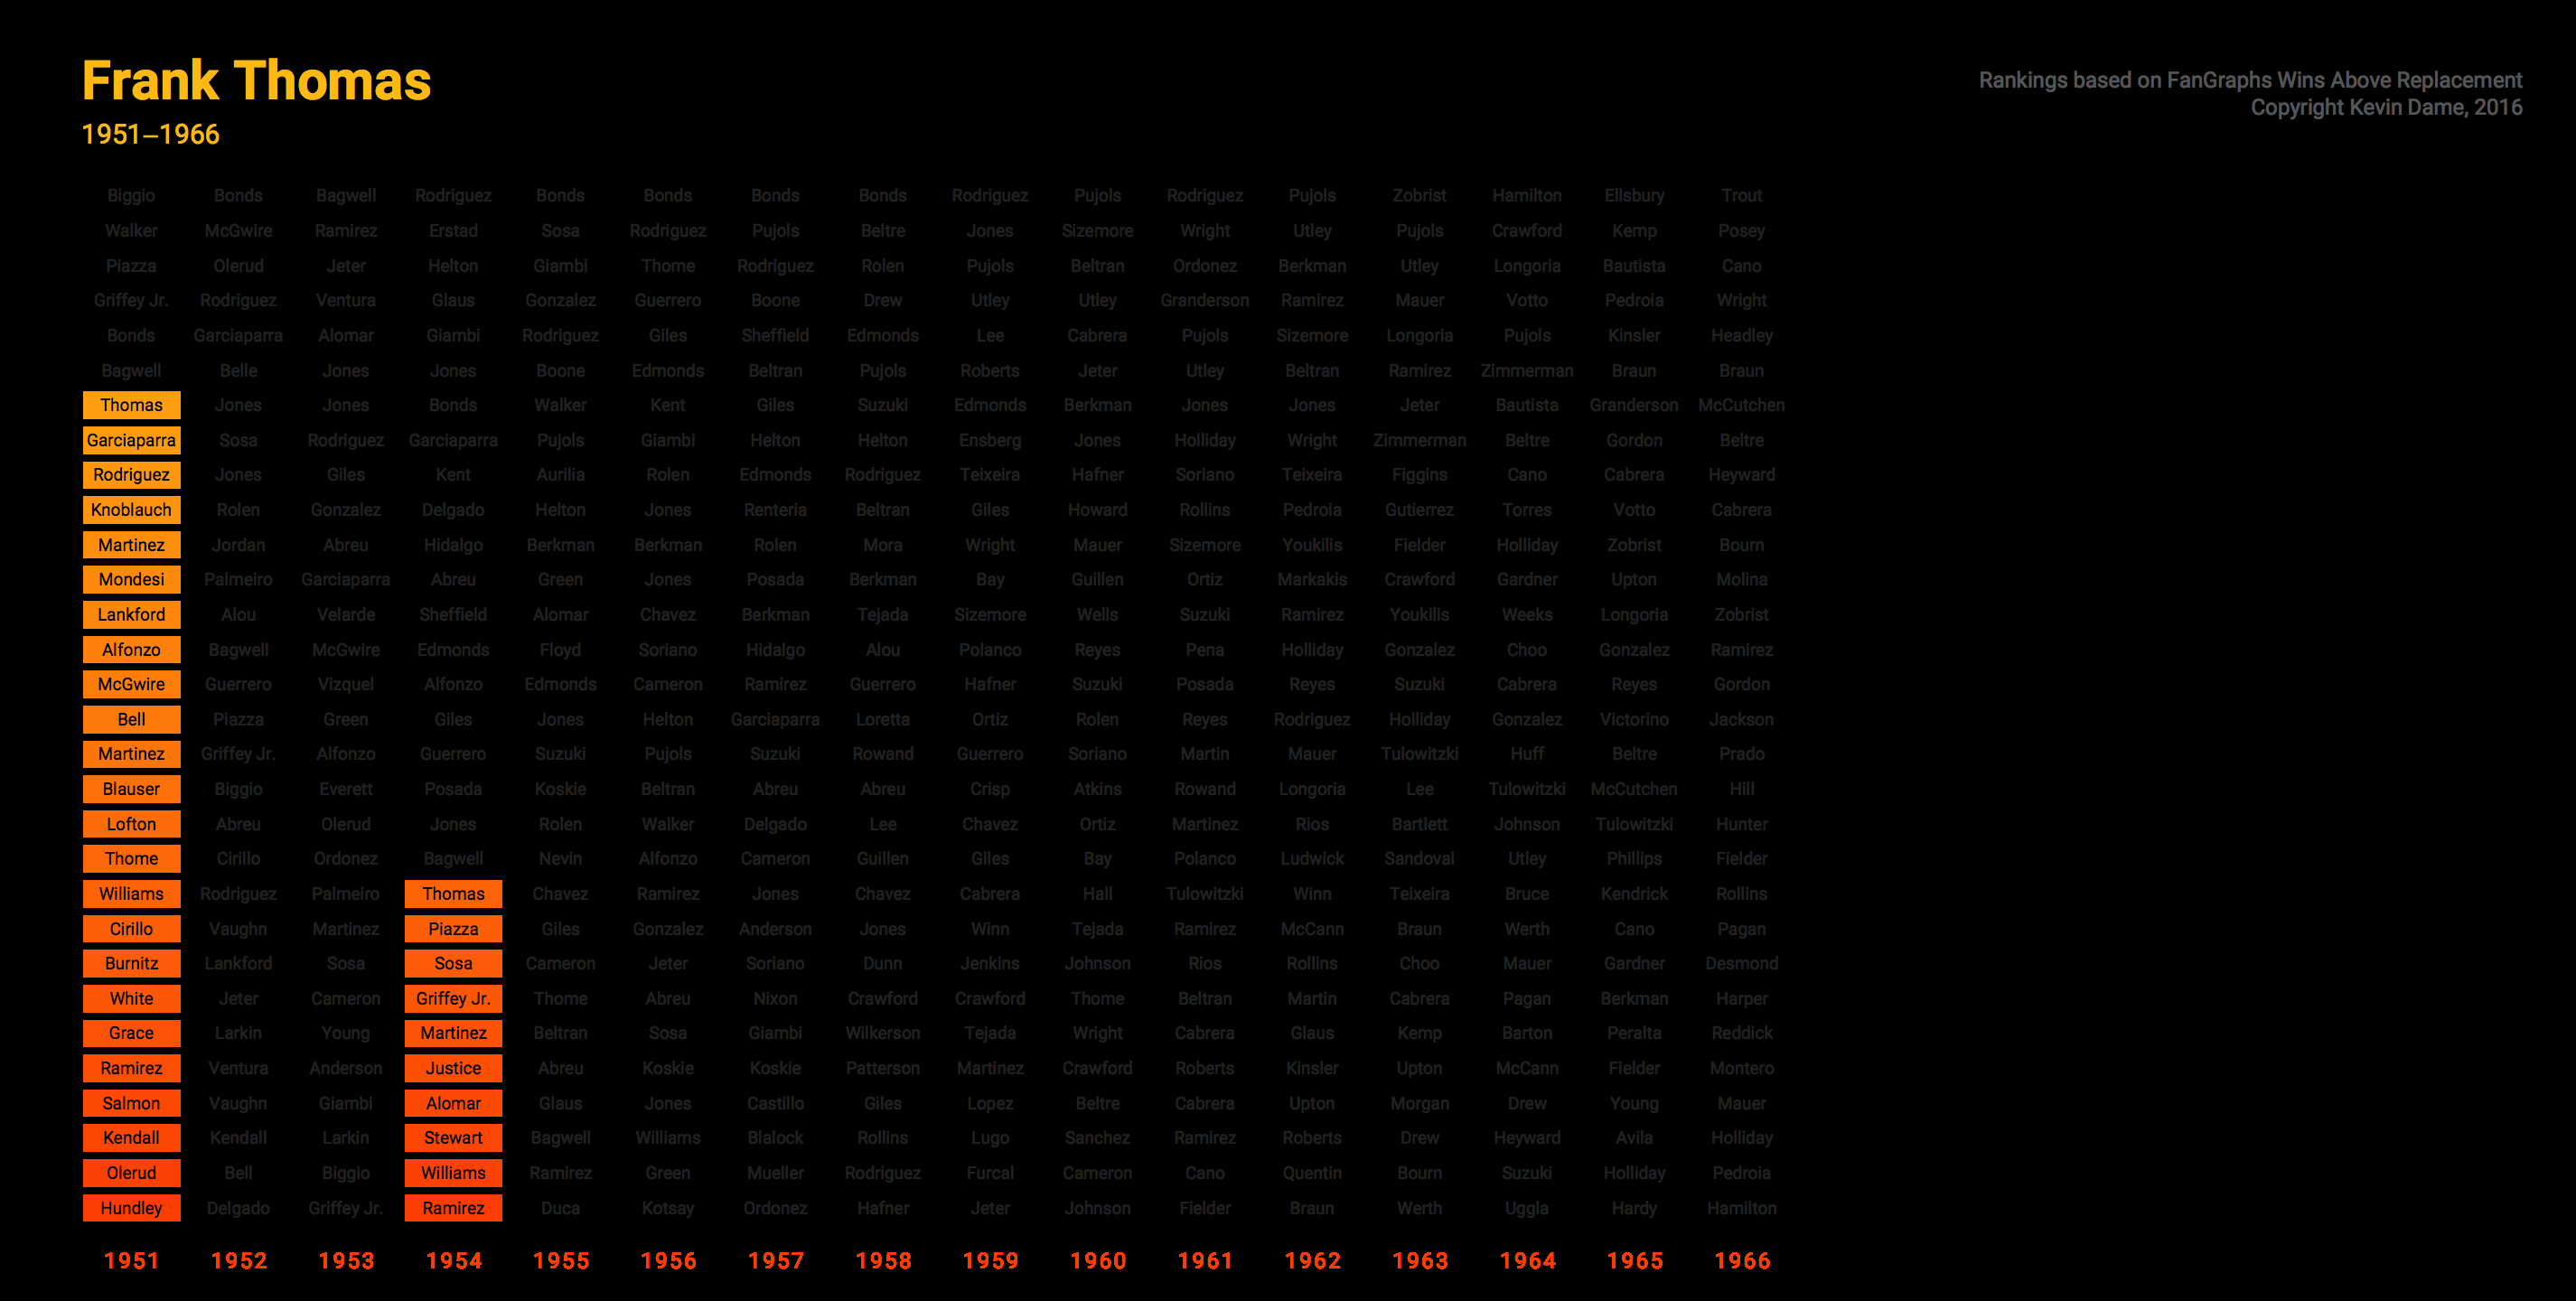 Frank Thomas
1951–1966
Rankings based on FanGraphs Wins Above Replacement
Copyright Kevin Dame, 2016
Biggio Bonds Bagwell Rodriguez Bonds Bonds Bonds Bonds Rodriguez Pujols Rodriguez Pujols Zobrist Hamilton Ellsbury Trout
Walker McGwire Ramirez Erstad Sosa Rodriguez Pujols Beltre Jones Sizemore Wright Utley Pujols Crawford Kemp Posey
Piazza Olerud Jeter Helton Giambi Thome Rodriguez Rolen Pujols Beltran Ordonez Berkman Utley Longoria Bautista Cano
Griffey Jr. Rodriguez Ventura Glaus Gonzalez Guerrero Boone Drew Utley Utley Granderson Ramirez Mauer Votto Pedroia Wright
Bonds Garciaparra Alomar Giambi Rodriguez Giles Sheffield Edmonds Lee Cabrera Pujols Sizemore Longoria Pujols Kinsler Headley
Bagwell Belle Jones Jones Boone Edmonds Beltran Pujols Roberts Jeter Utley Beltran Ramirez Zimmerman Braun Braun
Thomas Jones Jones Bonds Walker Kent Giles Suzuki Edmonds Berkman Jones Jones Jeter Bautista Granderson McCutchen
Garciaparra Sosa Rodriguez Garciaparra Pujols Giambi Helton Helton Ensberg Jones Holliday Wright Zimmerman Beltre Gordon Beltre
Rodriguez Jones Giles Kent Aurilia Rolen Edmonds Rodriguez Teixeira Hafner Soriano Teixeira Figgins Cano Cabrera Heyward
Knoblauch Rolen Gonzalez Delgado Helton Jones Renteria Beltran Giles Howard Rollins Pedroia Gutierrez Torres Votto Cabrera
Martinez Jordan Abreu Hidalgo Berkman Berkman Rolen Mora Wright Mauer Sizemore Youkilis Fielder Holliday Zobrist Bourn
Mondesi Palmeiro Garciaparra Abreu Green Jones Posada Berkman Bay Guillen Ortiz Markakis Crawford Gardner Upton Molina
Lankford Alou Velarde Sheffield Alomar Chavez Berkman Tejada Sizemore Wells Suzuki Ramirez Youkilis Weeks Longoria Zobrist
Alfonzo Bagwell McGwire Edmonds Floyd Soriano Hidalgo Alou Polanco Reyes Pena Holliday Gonzalez Choo Gonzalez Ramirez
McGwire Guerrero Vizquel Alfonzo Edmonds Cameron Ramirez Guerrero Hafner Suzuki Posada Reyes Suzuki Cabrera Reyes Gordon
Bell Piazza Green Giles Jones Helton Garciaparra Loretta Ortiz Rolen Reyes Rodriguez Holliday Gonzalez Victorino Jackson
Martinez Griffey Jr. Alfonzo Guerrero Suzuki Pujols Suzuki Rowand Guerrero Soriano Martin Mauer Tulowitzki Huff Beltre Prado
Blauser Biggio Everett Posada Koskie Beltran Abreu Abreu Crisp Atkins Rowand Longoria Lee Tulowitzki McCutchen Hill
Lofton Abreu Olerud Jones Rolen Walker Delgado Lee Chavez Ortiz Martinez Rios Bartlett Johnson Tulowitzki Hunter
Thome Cirillo Ordonez Bagwell Nevin Alfonzo Cameron Guillen Giles Bay Polanco Ludwick Sandoval Utley Phillips Fielder
Williams Rodriguez Palmeiro Thomas Chavez Ramirez Jones Chavez Cabrera Hall Tulowitzki Winn Teixeira Bruce Kendrick Rollins
Cirillo Vaughn Martinez Piazza Giles Gonzalez Anderson Jones Winn Tejada Ramirez McCann Braun Werth Cano Pagan
Burnitz Lankford Sosa Sosa Cameron Jeter Soriano Dunn Jenkins Johnson Rios Rollins Choo Mauer Gardner Desmond
White Jeter Cameron Griffey Jr. Thome Abreu Nixon Crawford Crawford Thome Beltran Martin Cabrera Pagan Berkman Harper
Grace Larkin Young Martinez Beltran Sosa Giambi Wilkerson Tejada Wright Cabrera Glaus Kemp Barton Peralta Reddick
Ramirez Ventura Anderson Justice Abreu Koskie Koskie Patterson Martinez Crawford Roberts Kinsler Upton McCann Fielder Montero
Salmon Vaughn Giambi Alomar Glaus Jones Castillo Giles Lopez Beltre Cabrera Upton Morgan Drew Young Mauer
Kendall Kendall Larkin Stewart Bagwell Williams Blalock Rollins Lugo Sanchez Ramirez Roberts Drew Heyward Avila Holliday
Olerud Bell Biggio Williams Ramirez Green Mueller Rodriguez Furcal Cameron Cano Quentin Bourn Suzuki Holliday Pedroia
Hundley Delgado Griffey Jr. Ramirez Duca Kotsay Ordonez Hafner Jeter Johnson Fielder Braun Werth Uggla Hardy Hamilton
1951 1952 1953 1954 1955 1956 1957 1958 1959 1960 1961 1962 1963 1964 1965 1966